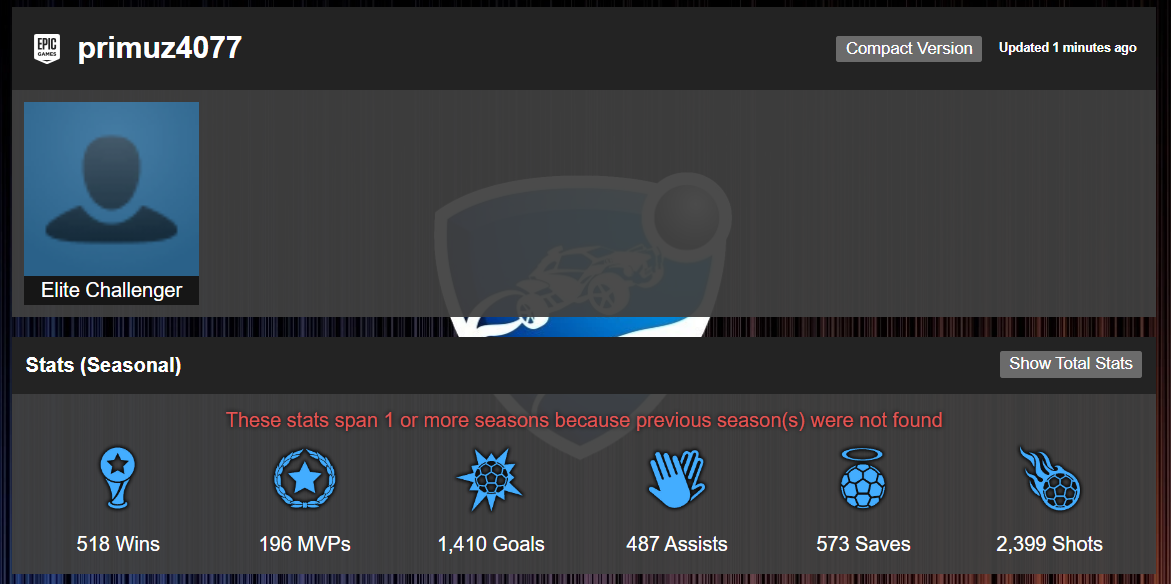 EPIC
GAMES
primuz4077
Compact Version
Updated 1 minutes ago
Elite Challenger
Stats (Seasonal)
Show Total Stats
These stats span 1 or more seasons because previous season(s) were not found
518 Wins
196 MVPs
1,410 Goals
487 Assists
573 Saves
2,399 Shots